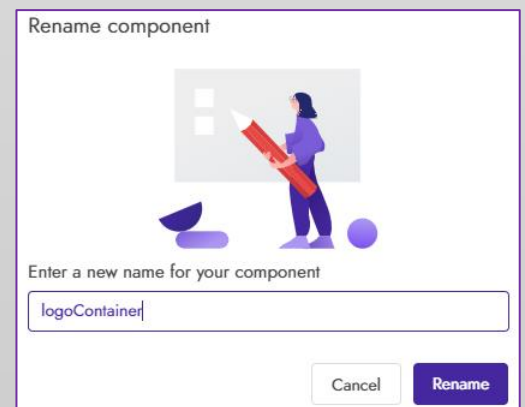 Rename component
Enter a new name for your component
logoContainer
Cancel
Rename